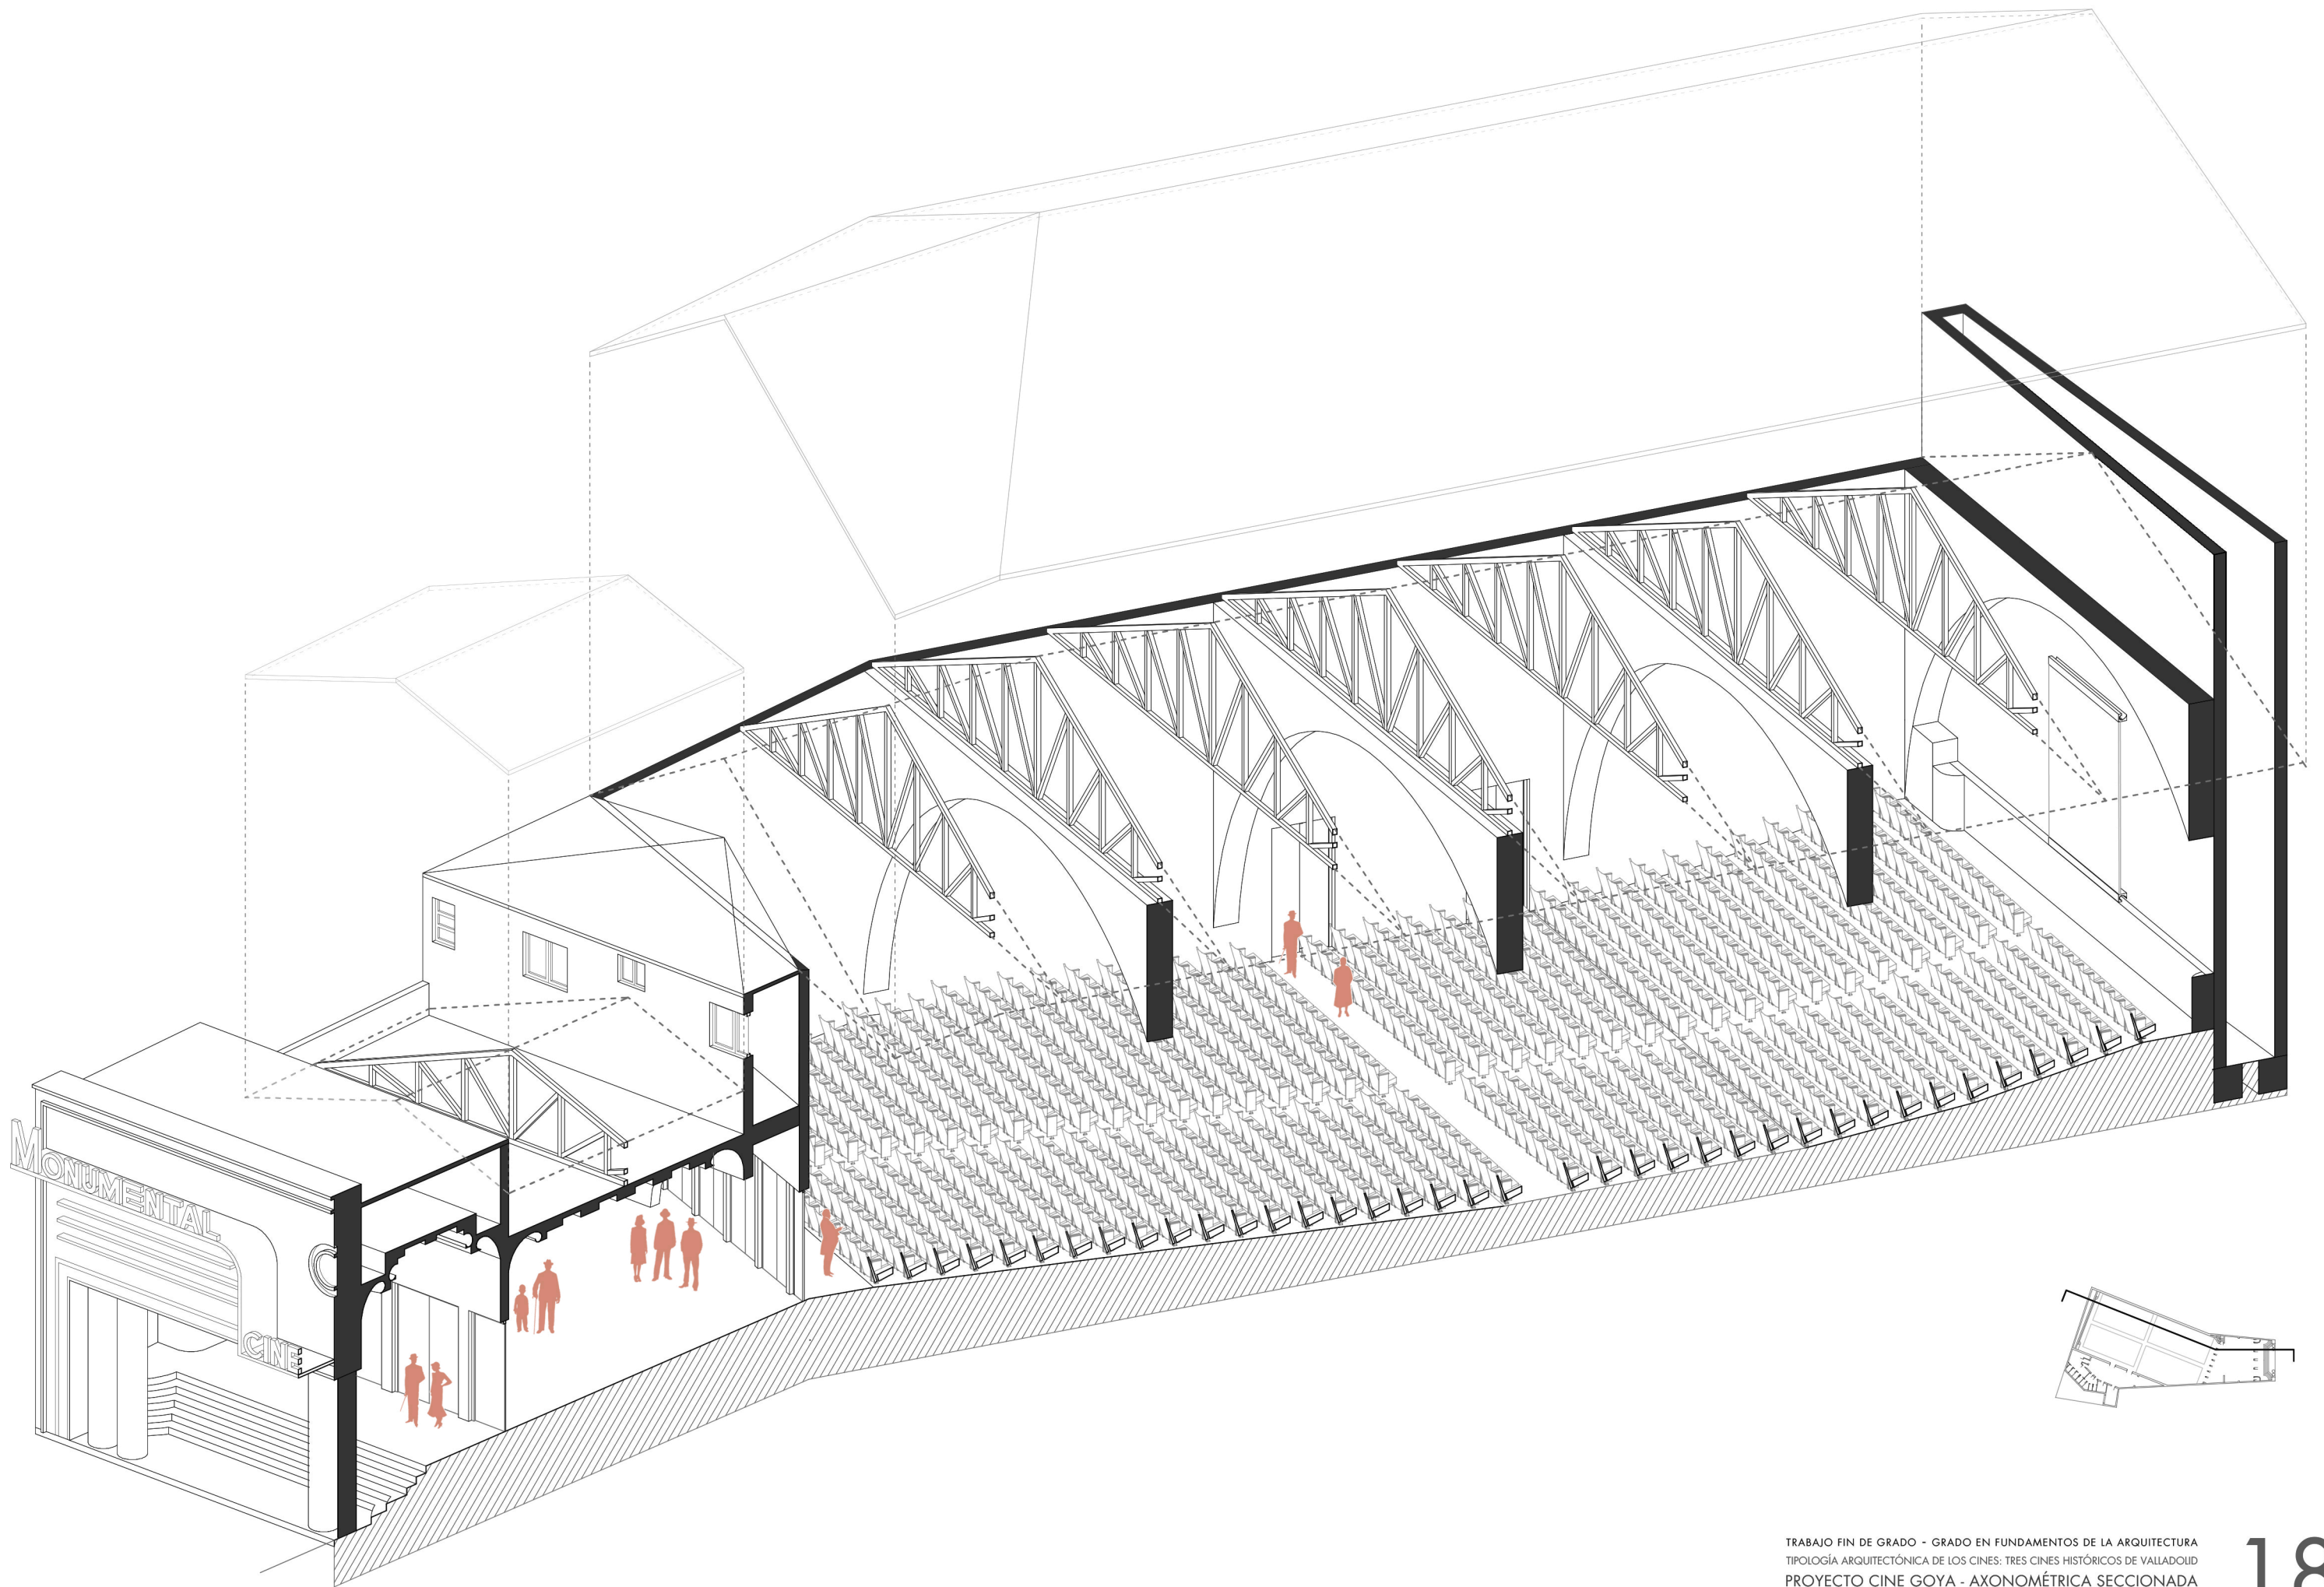 MONUMENTAL
C
CINE
TRABAJO FIN DE GRADO - GRADO EN FUNDAMENTOS DE LA ARQUITECTURA
TIPOLOGÍA ARQUITECTÓNICA DE LOS CINES: TRES CINES HISTÓRICOS DE VALLADOLID
PROYECTO CINE GOYA - AXONOMÉTRICA SECCIONADA
18